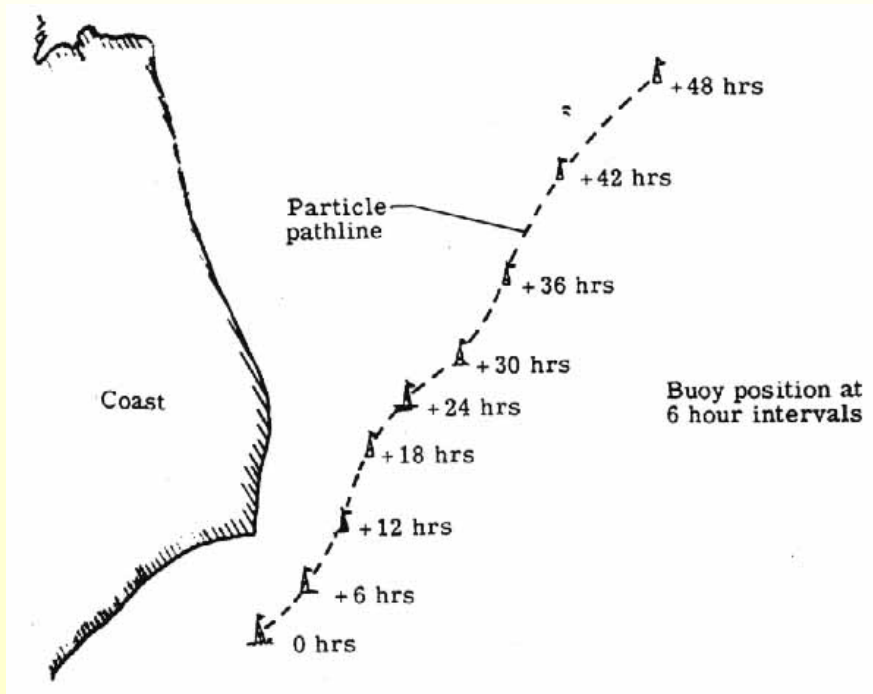 +48 hrs
+42 hrs
Particle
pathline
+36 hrs
+30 hrs
Coast
Buoy position at
6 hour intervals
+24 hrs
+18 hrs
+12 hrs
+6 hrs
0 hrs